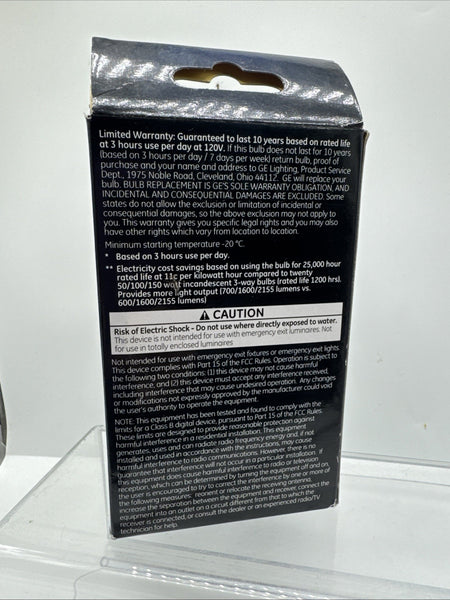 Limited Warranty: Guaranteed to last 10 years based on rated life
at 3 hours use per day at 120V. If this bulb does not last for 10 years
(based on 3 hours per day / 7 days per week) return bulb, proof of
purchase and your name and address to GE Lighting, Product Service
Dept., 1975 Noble Road, Cleveland, Ohio 44112. GE will replace your
bulb. BULB REPLACEMENT IS GE'S SOLE WARRANTY OBLIGATION, AND
INCIDENTAL AND CONSEQUENTIAL DAMAGES ARE EXCLUDED. Some
states do not allow the exclusion or limitation of incidental or
consequential damages, so the above exclusion may not apply to
you. This warranty gives you specific legal rights and you may also
have other rights which vary from location to location.
Minimum starting temperature -20 °C.
* Based on 3 hours use per day.
** Electricity cost savings based on using the bulb for 25,000 hour
rated life at 11¢ per kilowatt hour compared to twenty
50/100/150 watt incandescent 3-way bulbs (rated life 1200 hrs).
Provides more light output (700/1600/2155 lumens vs.
600/1600/2155 lumens)
⚠ CAUTION
Risk of Electric Shock - Do not use where directly exposed to water.
This device is not intended for use with emergency exit luminaires. Not
for use in totally enclosed luminaires
Not intended for use with emergency exit fixtures or emergency exit lights.
This device complies with Part 15 of the FCC Rules. Operation is subject to
the following two conditions: (1) this device may not cause harmful
interference, and (2) this device must accept any interference received,
including interference that may cause undesired operation. Any changes
or modifications not expressly approved by the manufacturer could void
the user's authority to operate the equipment.
NOTE: This equipment has been tested and found to comply with the
limits for a Class B digital device, pursuant to Part 15 of the FCC Rules.
These limits are designed to provide reasonable protection against
harmful interference in a residential installation. This equipment
generates, uses and can radiate radio frequency energy and, if not
installed and used in accordance with the instructions, may cause
harmful interference to radio communications. However, there is no
guarantee that interference will not occur in a particular installation. If
this equipment does cause harmful interference to radio or television
reception, which can be determined by turning the equipment off and on,
the user is encouraged to try to correct the interference by one or more of
the following measures: reorient or relocate the receiving antenna,
increase the separation between the equipment and receiver, connect the
equipment into an outlet on a circuit different from that to which the
receiver is connected, or consult the dealer or an experienced radio/TV
technician for help.